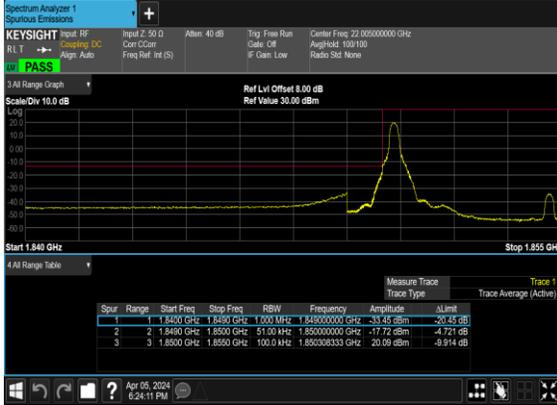 Spectrum Analyzer 1
Spurious Emissions
+
KEYSIGHT Input: RF Input Z: 50 Ω Atten: 40 dB Trig: Free Run Center Freq: 22.005000000 GHz
RLT Coupling: DC Corr CCorr Gate: Off Avg|Hold: 100/100
Align: Auto Freq Ref: Int (S) IF Gain: Low Radio Std: None
PASS
3 All Range Graph
Ref Lvl Offset 8.00 dB
Scale/Div 10.0 dB Ref Value 30.00 dBm
Log
20.0
10.0
0.00
-10.0
-20.0
-30.0
-40.0
-50.0
-60.0
Start 1.840 GHz Stop 1.855 GH
4 All Range Table
Measure Trace Trace 1
Trace Type Trace Average (Active)
Spur Range Start Freq Stop Freq RBW Frequency Amplitude ΔLimit
1 1 1.8400 GHz 1.8490 GHz 1.000 MHz 1.849000000 GHz -33.45 dBm -20.45 dB
2 2 1.8490 GHz 1.8500 GHz 51.00 kHz 1.850000000 GHz -17.72 dBm -4.721 dB
3 3 1.8500 GHz 1.8550 GHz 100.0 kHz 1.850308333 GHz 20.09 dBm -9.914 dB
? Apr 05, 2024
6:24:11 PM